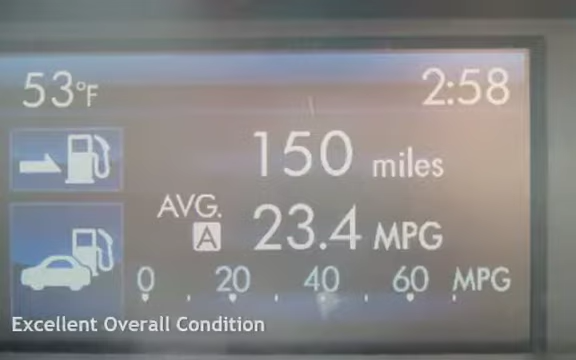 53°F 2:58
150 miles
AVG.
A 23.4 MPG
0 20 40 60 MPG
Excellent Overall Condition